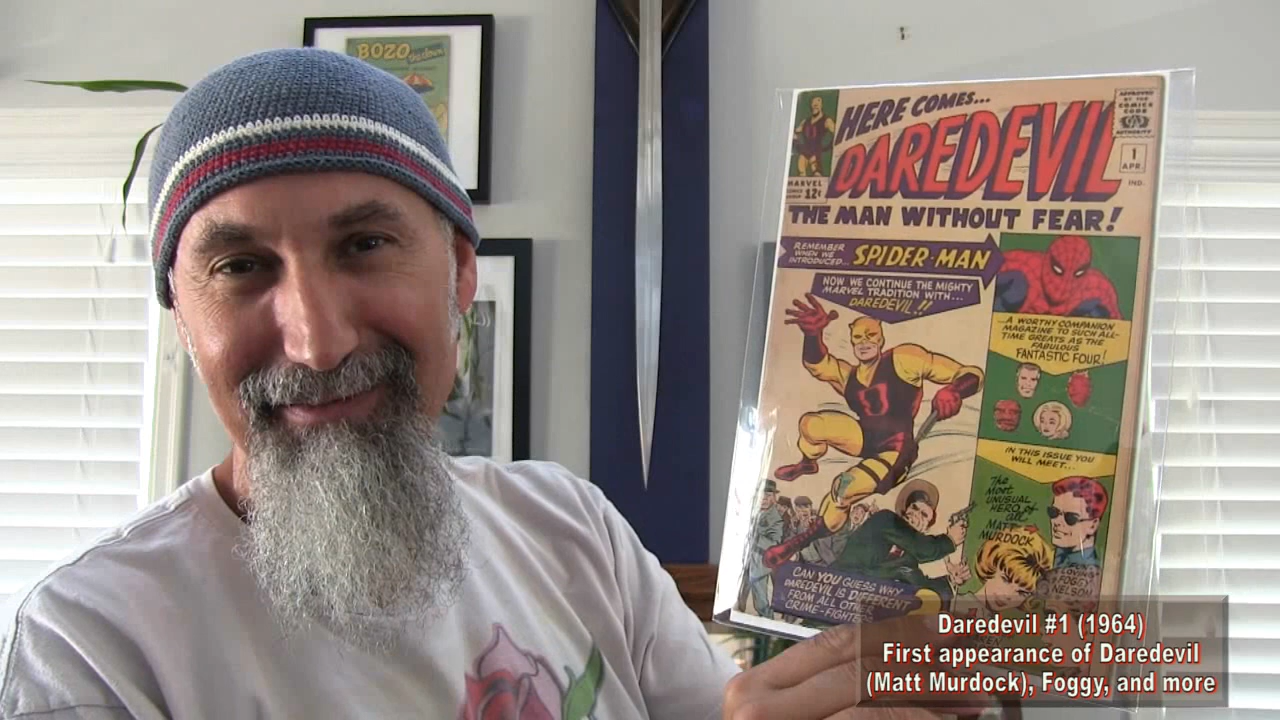 BOZO the clown
HERE COMES...
DAREDEVIL
APPROVED
BY THE
COMICS
CODE
AUTHORITY
MARVEL
COMICS
GROUP 12¢
1
APR.
IND.
THE MAN WITHOUT FEAR!
REMEMBER
WHEN WE
INTRODUCED...
SPIDER-MAN
NOW WE CONTINUE THE MIGHTY
MARVEL TRADITION WITH...
DAREDEVIL!!
...A WORTHY COMPANION
MAGAZINE TO SUCH ALL-
TIME GREATS AS THE
FABULOUS
FANTASTIC FOUR!
IN THIS ISSUE YOU
WILL MEET...
The
Most
UNUSUAL
HERO of
all
MATT
MURDOCK
FOGGY
NELSON
CAN YOU GUESS WHY
DAREDEVIL IS DIFFERENT
FROM ALL OTHER
CRIME-FIGHTERS
Daredevil #1 (1964)
First appearance of Daredevil
(Matt Murdock), Foggy, and more